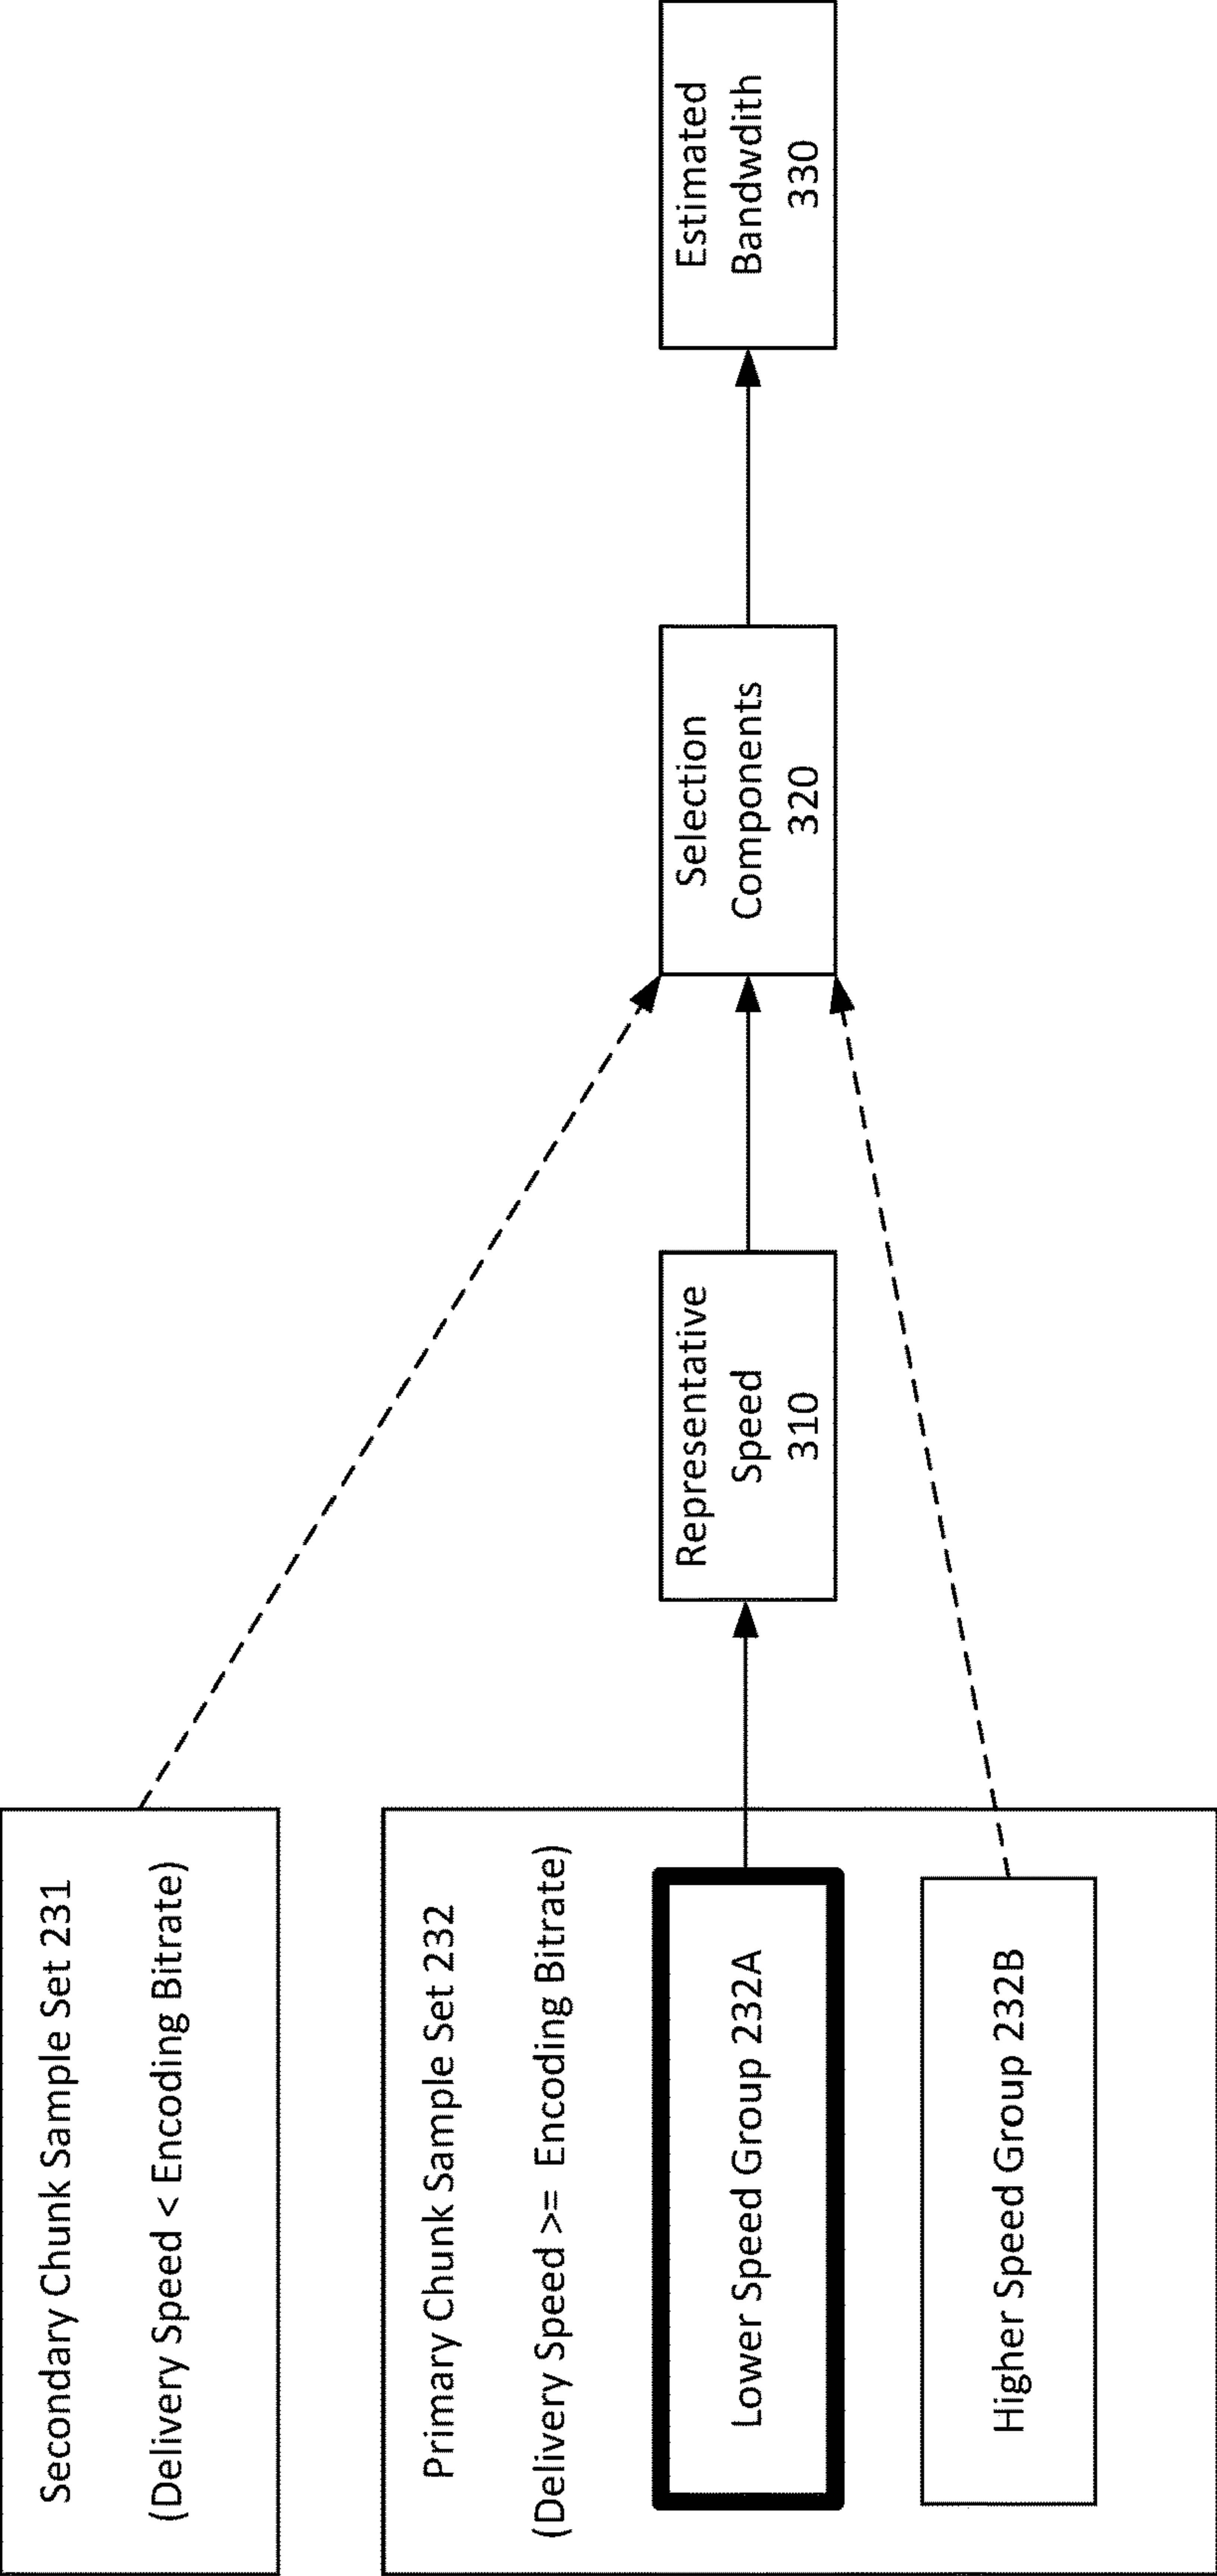 Secondary Chunk Sample Set 231
(Delivery Speed < Encoding Bitrate)
Primary Chunk Sample Set 232
(Delivery Speed >= Encoding Bitrate)
Lower Speed Group 232A
Higher Speed Group 232B
Representative
Speed
310
Selection
Components
320
Estimated
Bandwdith
330